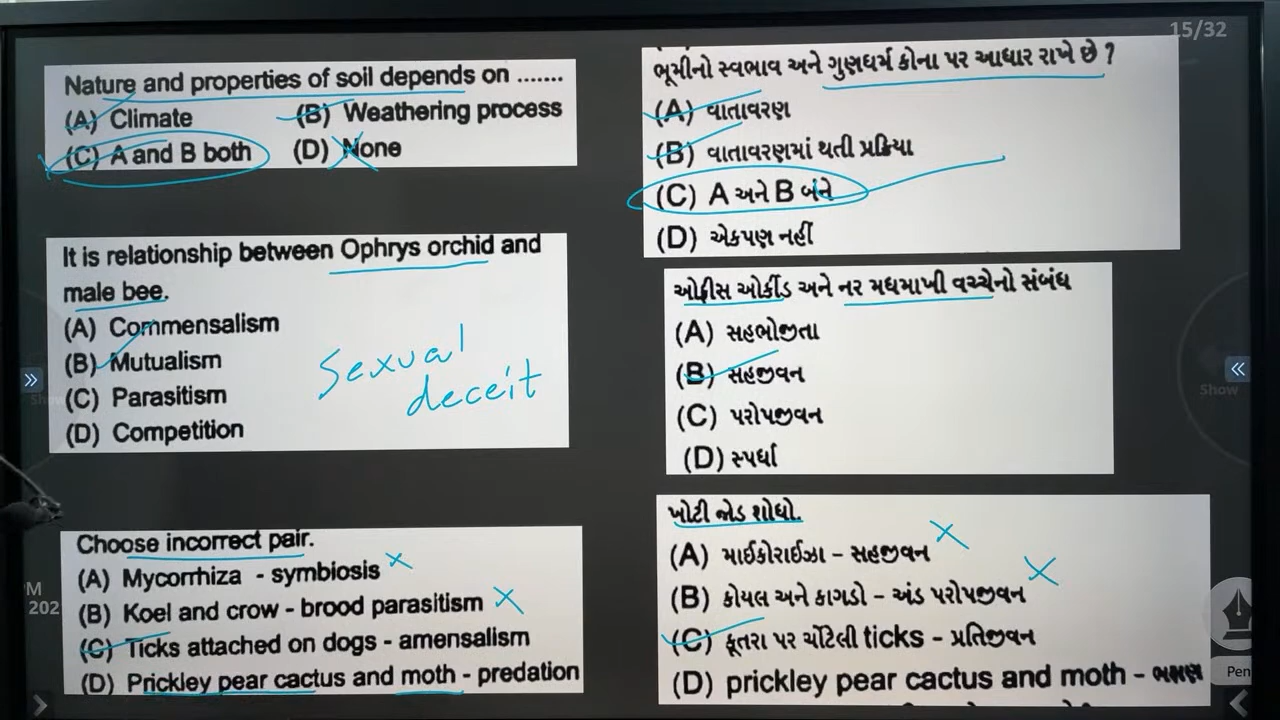 15/32
Nature and properties of soil depends on .......
(A) Climate (B) Weathering process
(C) A and B both (D) None
ભૂમીનો સ્વભાવ અને ગુણધર્મ કોના પર આધાર રાખે છે ?
(A) વાતાવરણ
(B) વાતાવરણમાં થતી પ્રક્રિયા
(C) A અને B બંને
(D) એકપણ નહીં
It is relationship between Ophrys orchid and
male bee.
(A) Commensalism
(B) Mutualism
(C) Parasitism
(D) Competition
Sexual
deceit
ઓફ્રીસ ઓર્કીડ અને નર મધમાખી વચ્ચેનો સંબંધ
(A) સહભોજીતા
(B) સહજીવન
(C) પરોપજીવન
(D) સ્પર્ધા
Show
Choose incorrect pair.
(A) Mycorrhiza - symbiosis
(B) Koel and crow - brood parasitism
(C) Ticks attached on dogs - amensalism
(D) Prickley pear cactus and moth - predation
ખોટી જોડ શોધો.
(A) માઈકોરાઈઝા – સહજીવન
(B) કોયલ અને કાગડો – અંડ પરોપજીવન
(C) કૂતરા પર ચોંટેલી ticks – પ્રતિજીવન
(D) prickley pear cactus and moth - ભક્ષણ
M
202
Pen